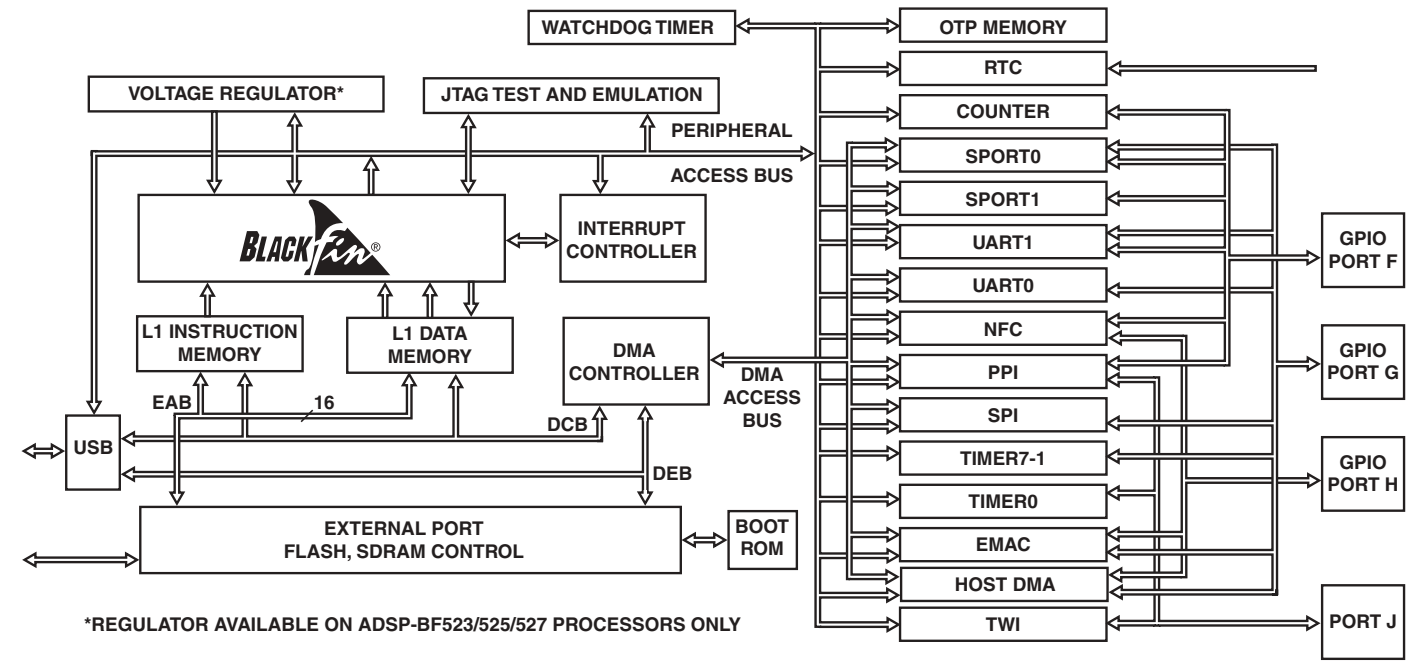 WATCHDOG TIMER
OTP MEMORY
RTC
VOLTAGE REGULATOR*
JTAG TEST AND EMULATION
COUNTER
PERIPHERAL
ACCESS BUS
SPORT0
SPORT1
BLACKfin®
INTERRUPT
CONTROLLER
UART1
GPIO
PORT F
UART0
L1 INSTRUCTION
MEMORY
L1 DATA
MEMORY
DMA
CONTROLLER
NFC
GPIO
PORT G
PPI
DMA
ACCESS
BUS
EAB
16
DCB
SPI
USB
TIMER7-1
DEB
GPIO
PORT H
TIMER0
EXTERNAL PORT
FLASH, SDRAM CONTROL
BOOT
ROM
EMAC
HOST DMA
TWI
PORT J
*REGULATOR AVAILABLE ON ADSP-BF523/525/527 PROCESSORS ONLY